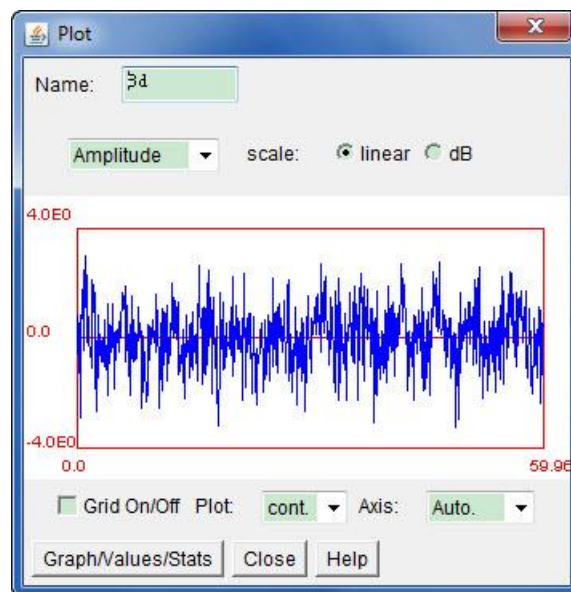 Plot
Name:
Amplitude scale: linear dB
4.0E0
0.0
-4.0E0
0.0 59.96
Grid On/Off Plot: cont. Axis: Auto.
Graph/Values/Stats Close Help